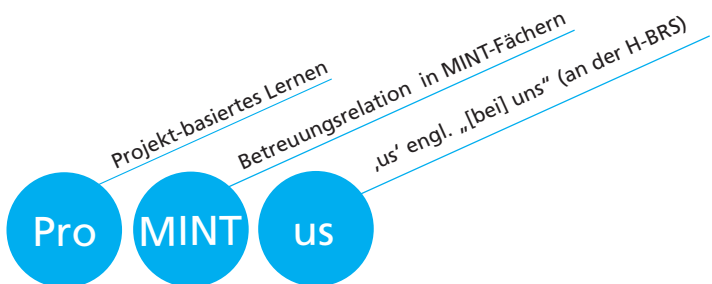 Projekt-basiertes Lernen
Betreuungsrelation in MINT-Fächern
‚us‘ engl. „[bei] uns“ (an der H-BRS)
Pro
MINT
us